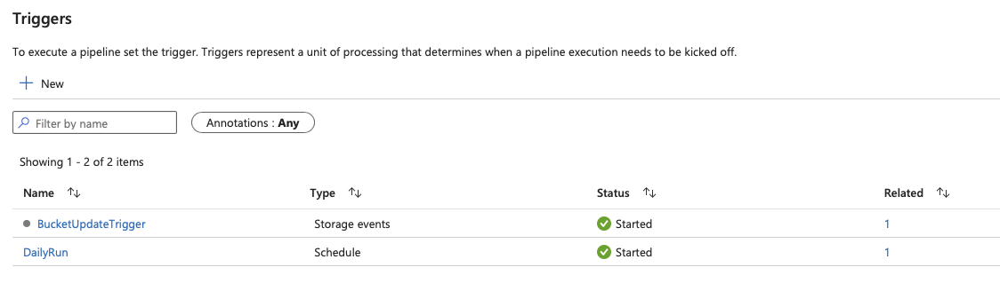 Triggers
To execute a pipeline set the trigger. Triggers represent a unit of processing that determines when a pipeline execution needs to be kicked off.
New
Filter by name
Annotations : Any
Showing 1 - 2 of 2 items
Name Type Status Related
BucketUpdateTrigger Storage events Started 1
DailyRun Schedule Started 1